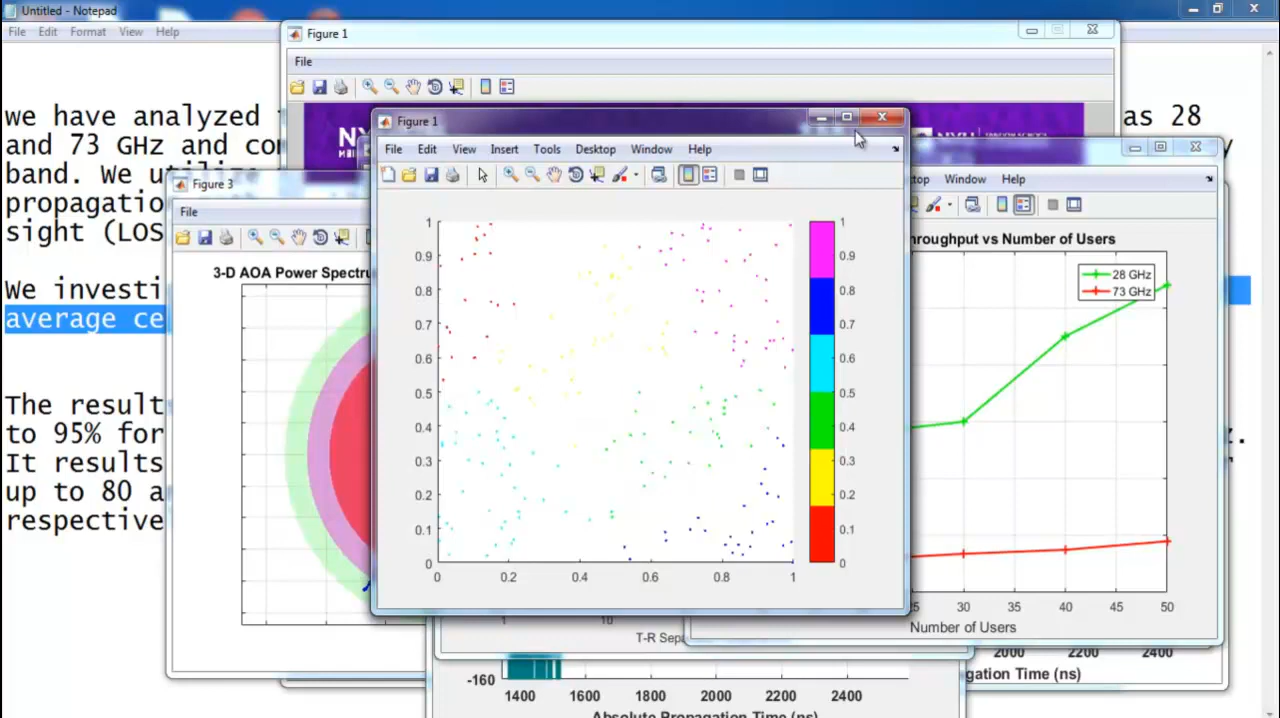 Untitled - Notepad
File Edit Format View Help
we have analyzed
as 28
and 73 GHz and
band. We
propagation
sight (LOS
We investi
average ce
The result
to 95% for
It results
up to 80 a
respective
Figure 1
File
Figure 3
File
3-D AOA Power Spectru
Figure 1
File Edit View Insert Tools Desktop Window Help
1
0.9
0.8
0.7
0.6
0.5
0.4
0.3
0.2
0.1
0
0 0.2 0.4 0.6 0.8 1
1
0.9
0.8
0.7
0.6
0.5
0.4
0.3
0.2
0.1
0
top Window Help
hroughput vs Number of Users
28 GHz
73 GHz
30 35 40 45 50
Number of Users
1 10
T-R Sepa
-160
1400 1600 1800 2000 2200 2400
Absolute Propagation Time (ns)
2000 2200 2400
gation Time (ns)